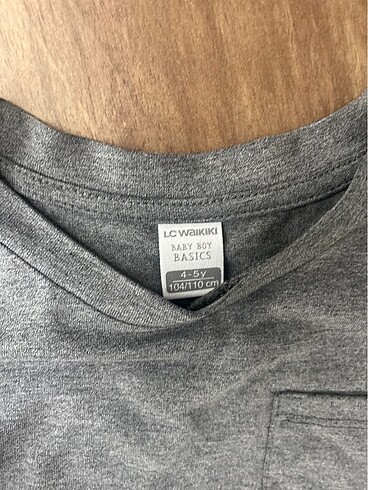 LC WAIKIKI
BABY BOY
BASICS
4-5y
104/110 cm